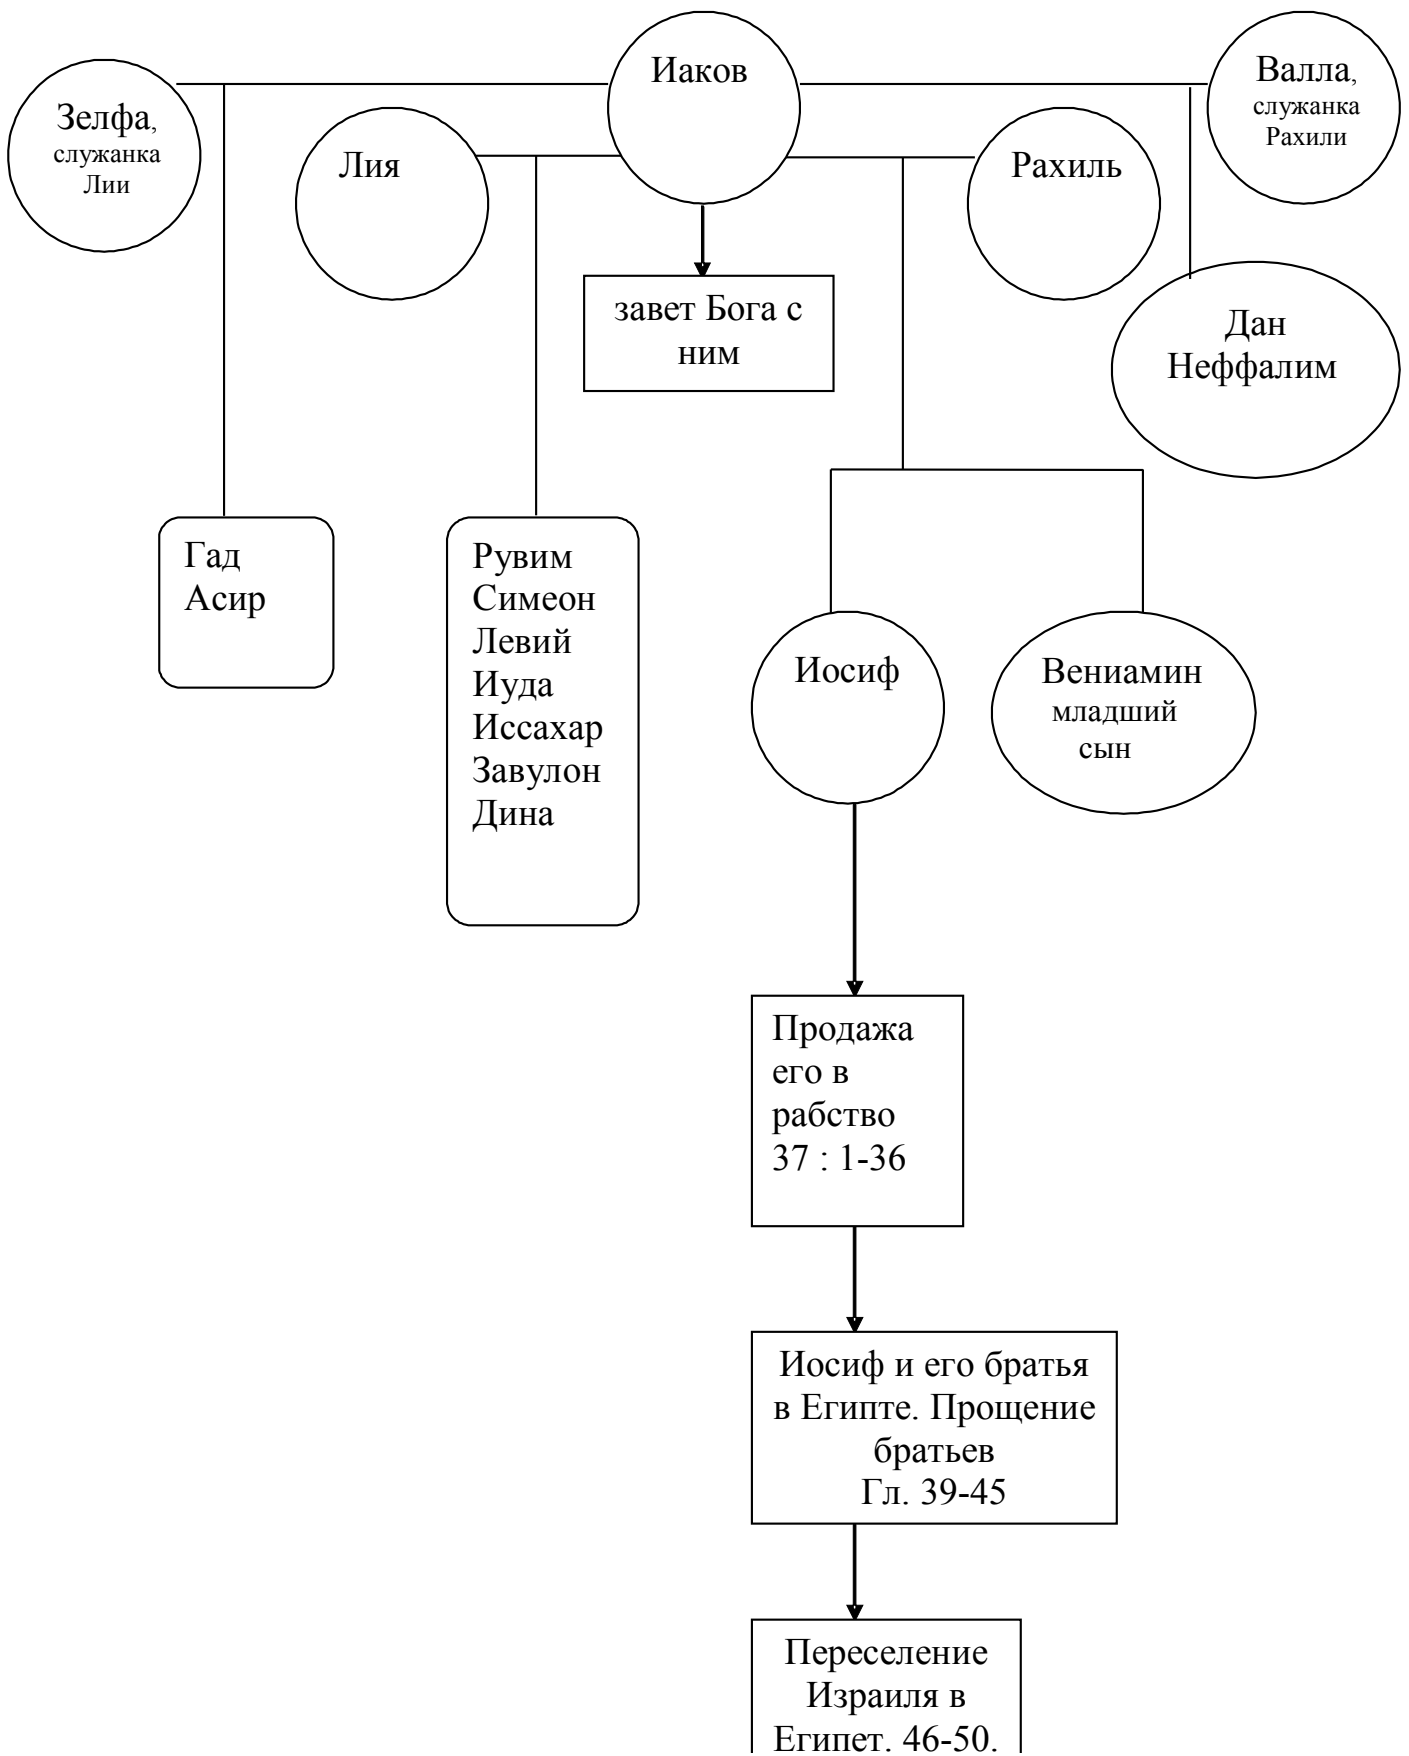 Иаков
Валла,
служанка
Рахили
Зелфа,
служанка
Лии
Лия
Рахиль
завет Бога с
ним
Дан
Неффалим
Гад
Асир
Рувим
Симеон
Левий
Иуда
Иссахар
Завулон
Дина
Иосиф
Вениамин
младший
сын
Продажа
его в
рабство
37 : 1-36
Иосиф и его братья
в Египте. Прощение
братьев
Гл. 39-45
Переселение
Израиля в
Египет. 46-50.